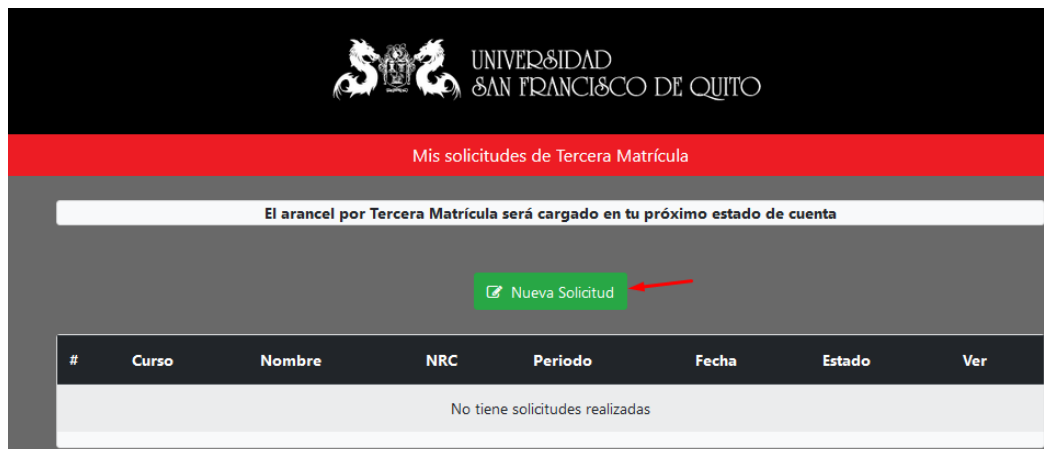 UNIVERSIDAD
SAN FRANCISCO DE QUITO
Mis solicitudes de Tercera Matrícula
El arancel por Tercera Matrícula será cargado en tu próximo estado de cuenta
Nueva Solicitud
# Curso Nombre NRC Periodo Fecha Estado Ver
No tiene solicitudes realizadas